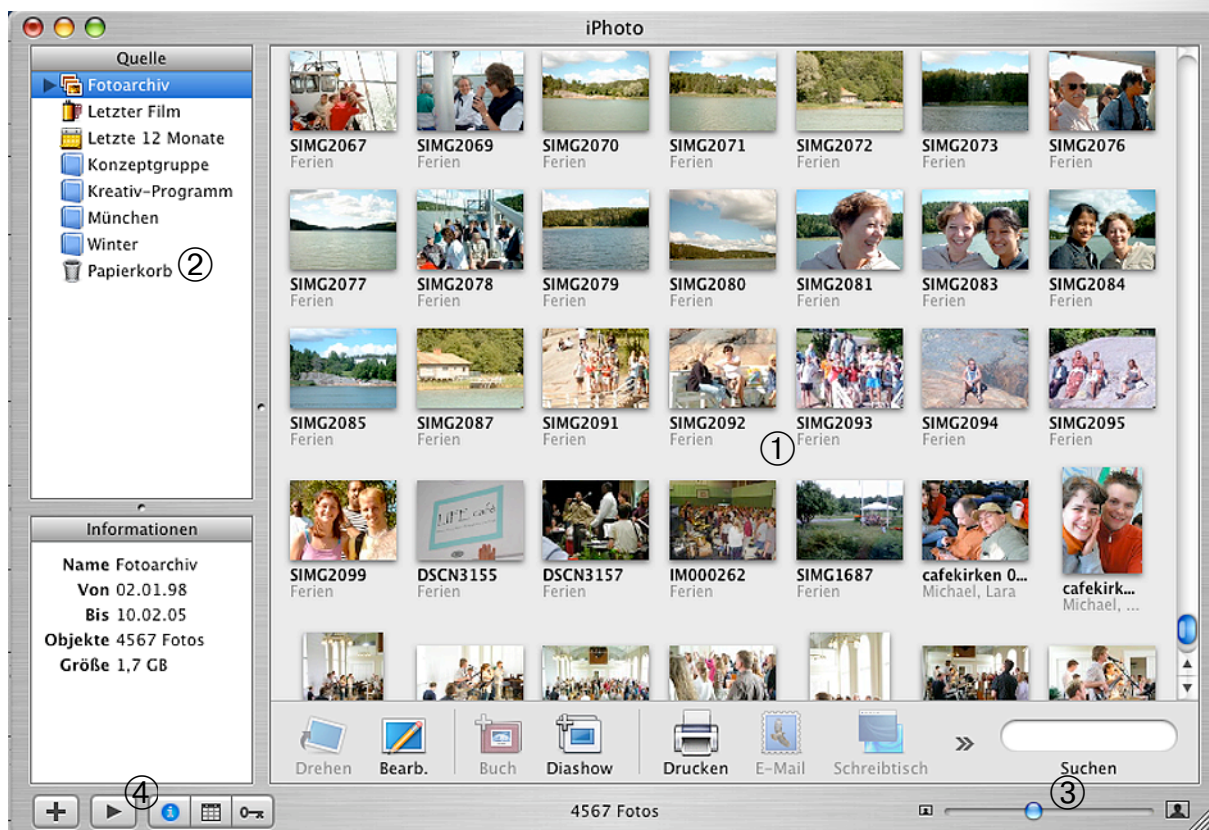 iPhoto
Quelle
Fotoarchiv
Letzter Film
Letzte 12 Monate
Konzeptgruppe
Kreativ-Programm
München
Winter
Papierkorb ②
SIMG2067 SIMG2069 SIMG2070 SIMG2071 SIMG2072 SIMG2073 SIMG2076
Ferien Ferien Ferien Ferien Ferien Ferien Ferien
SIMG2077 SIMG2078 SIMG2079 SIMG2080 SIMG2081 SIMG2083 SIMG2084
Ferien Ferien Ferien Ferien Ferien Ferien Ferien
SIMG2085 SIMG2087 SIMG2091 SIMG2092 SIMG2093 SIMG2094 SIMG2095
Ferien Ferien Ferien Ferien ① Ferien Ferien Ferien
LIFE café
SIMG2099 DSCN3155 DSCN3157 IM000262 SIMG1687 cafekirken 0... cafekirk...
Ferien Ferien Ferien Ferien Ferien Michael, Lara Michael, ...
Informationen
Name Fotoarchiv
Von 02.01.98
Bis 10.02.05
Objekte 4567 Fotos
Größe 1,7 GB
Drehen Bearb. Buch Diashow Drucken E-Mail Schreibtisch Suchen
④ 4567 Fotos ③